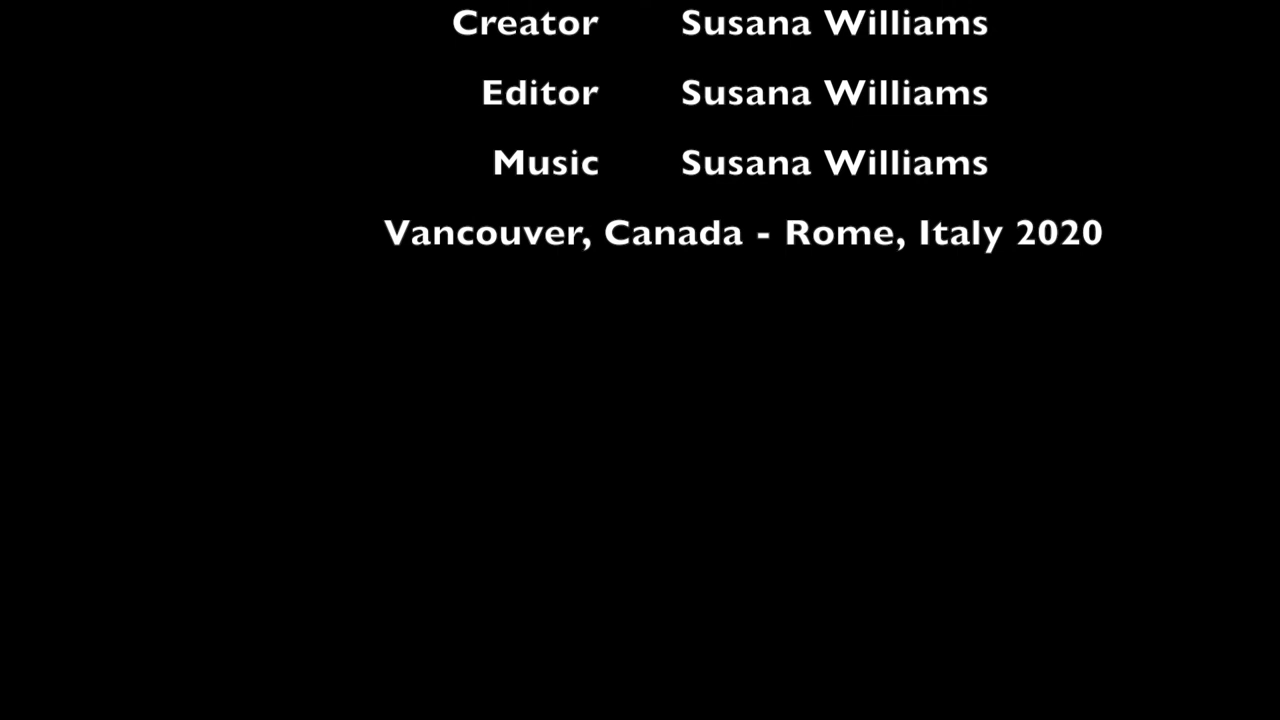 Creator Susana Williams
Editor Susana Williams
Music Susana Williams
Vancouver, Canada - Rome, Italy 2020